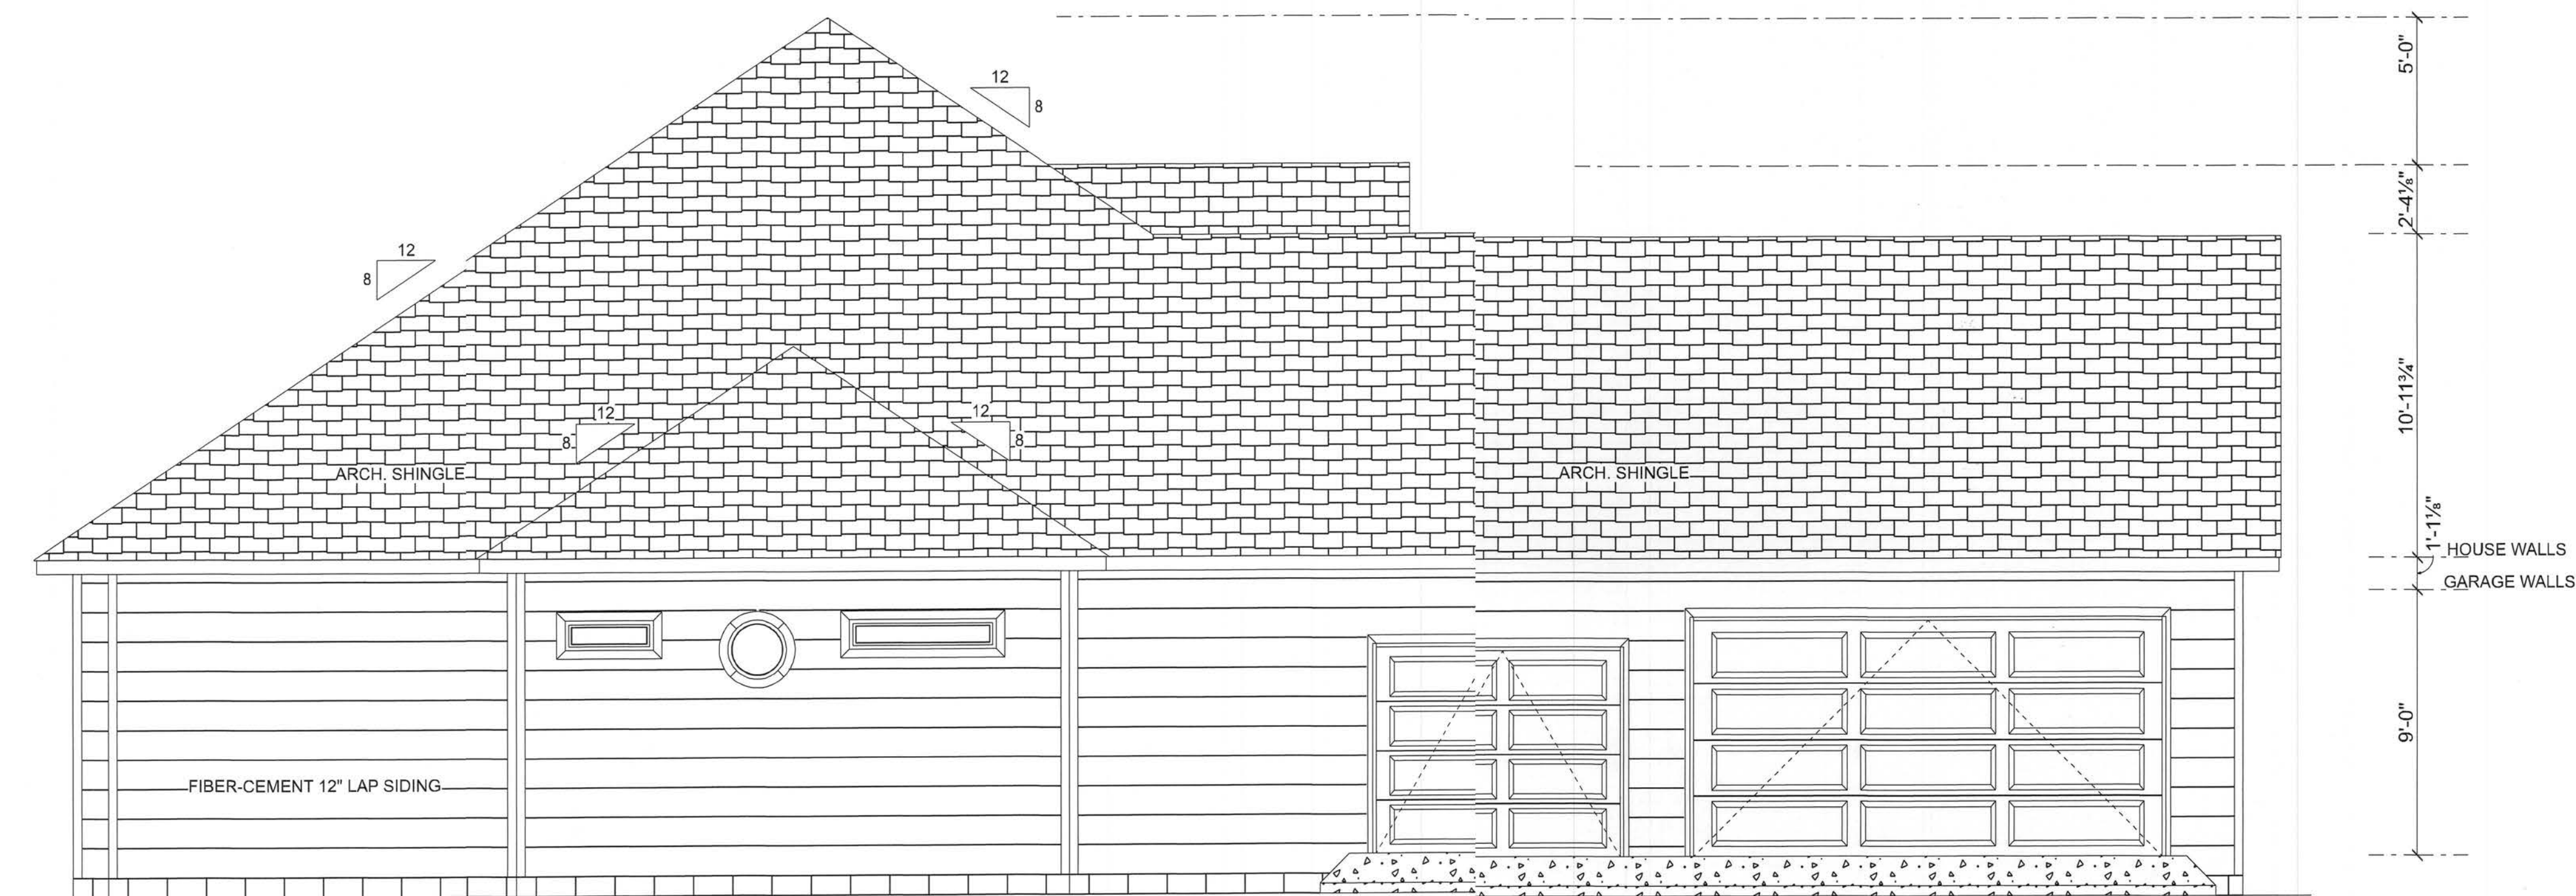 5'-0"
12
8
2'-4⅛"
12
8
10'-11¾"
12
8
12
8
ARCH. SHINGLE
ARCH. SHINGLE
1'-1⅛"
HOUSE WALLS
GARAGE WALLS
9'-0"
FIBER-CEMENT 12" LAP SIDING